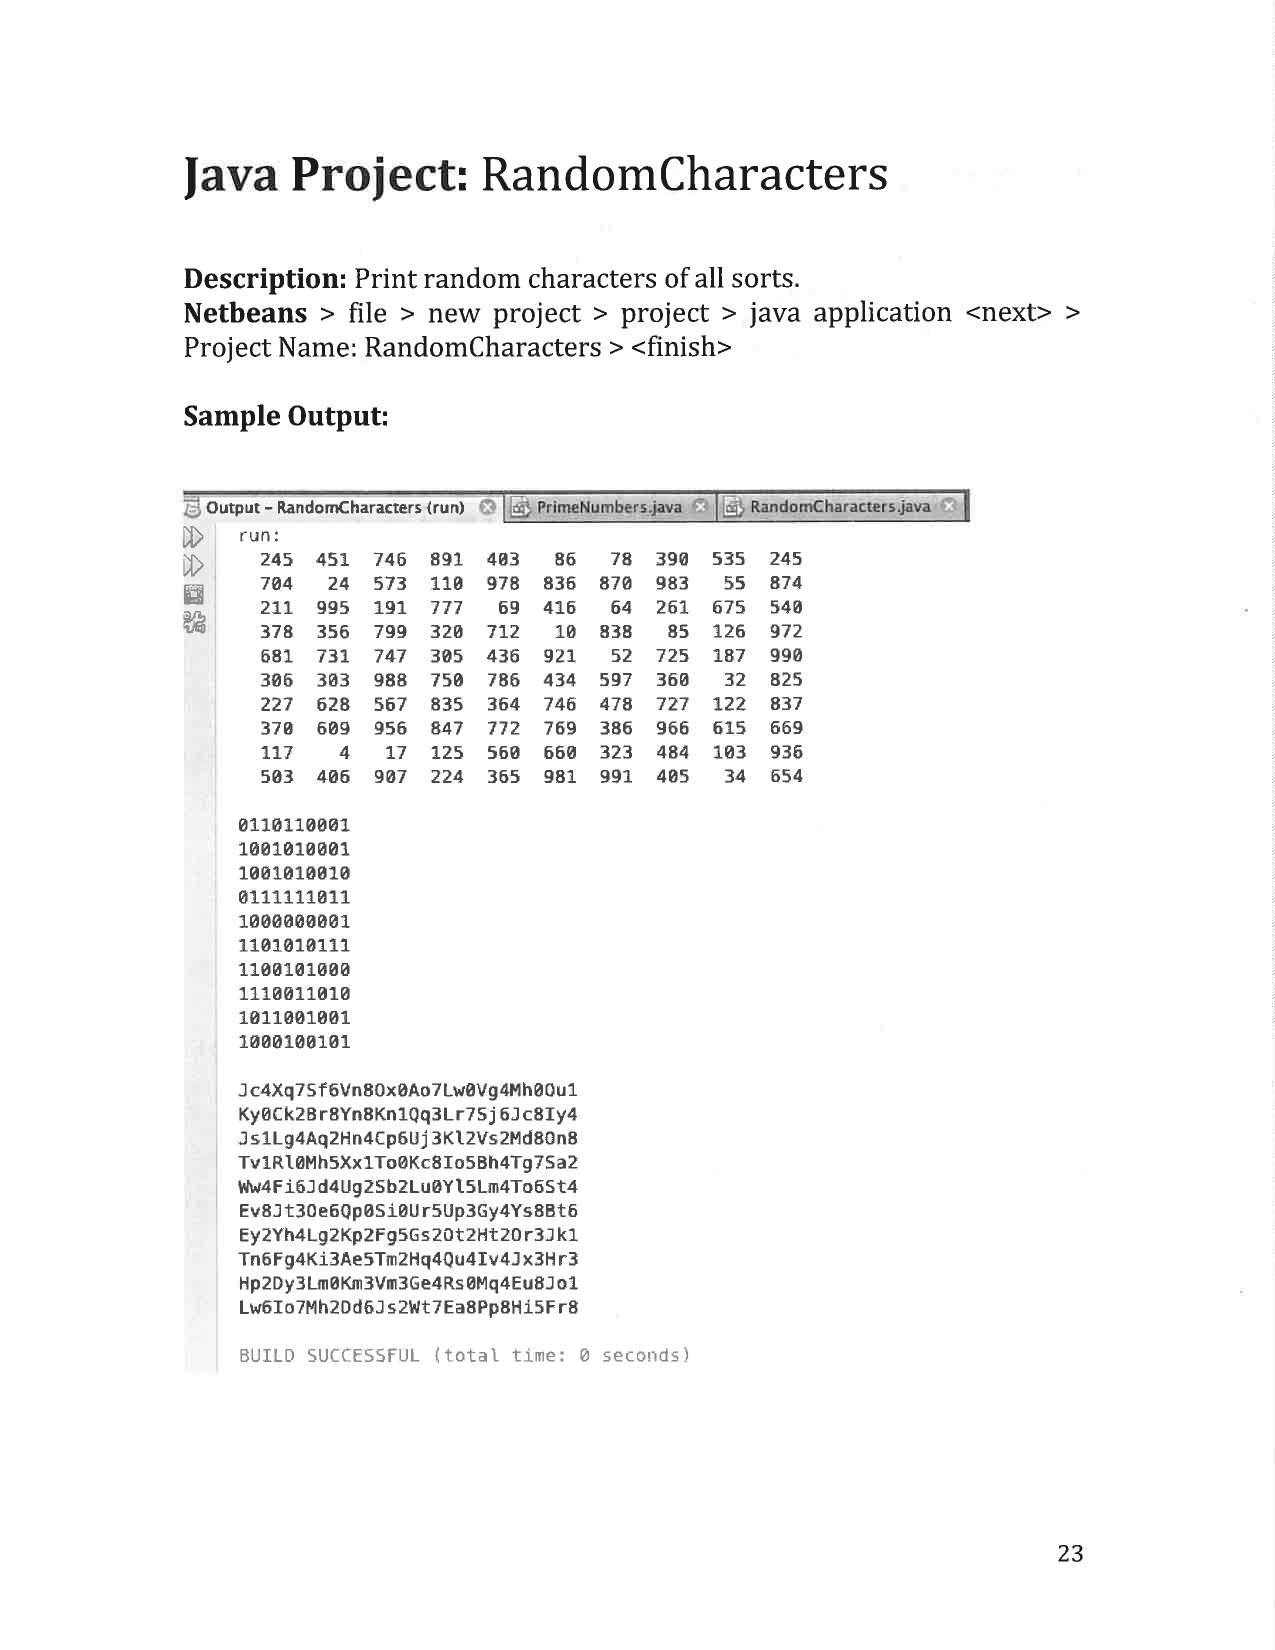 Java Project: RandomCharacters
Description: Print random characters of all sorts.
Netbeans > file > new project > project > java application <next> >
Project Name: RandomCharacters > <finish>
Sample Output:
Output - RandomCharacters (run) PrimeNumbers.java RandomCharacters.java
run:
245 451 746 891 403 86 78 390 535 245
704 24 573 110 978 836 870 983 55 874
211 995 191 777 69 416 64 261 675 540
378 356 799 320 712 10 838 85 126 972
681 731 747 305 436 921 52 725 187 990
306 303 988 750 786 434 597 360 32 825
227 628 567 835 364 746 478 727 122 837
370 609 956 847 772 769 386 966 615 669
117 4 17 125 560 660 323 484 103 936
503 406 907 224 365 981 991 405 34 654
0110110001
1001010001
1001010010
0111111011
1000000001
1101010111
1100101000
1110011010
1011001001
1000100101
Jc4Xq7Sf6Vn8Ox0Ao7Lw0Vg4Mh0Ou1
Ky0Ck2Br8Yn8Kn1Qq3Lr7Sj6Jc8Iy4
Js1Lg4Aq2Hn4Cp6Uj3Kl2Vs2Md8On8
Tv1Rl0Mh5Xx1To0Kc8Io5Bh4Tg7Sa2
Ww4Fi6Jd4Ug2Sb2Lu0Yl5Lm4To6St4
Ev8Jt3Oe6Qp0Si0Ur5Up3Gy4Ys8Bt6
Ey2Yh4Lg2Kp2Fg5Gs2Ot2Ht2Or3Jk1
Tn6Fg4Ki3Ae5Tm2Hq4Qu4Iv4Jx3Hr3
Hp2Dy3Lm0Km3Vm3Ge4Rs0Mq4Eu8Jo1
Lw6Io7Mh2Dd6Js2Wt7Ea8Pp8Hi5Fr8
BUILD SUCCESSFUL (total time: 0 seconds)
23